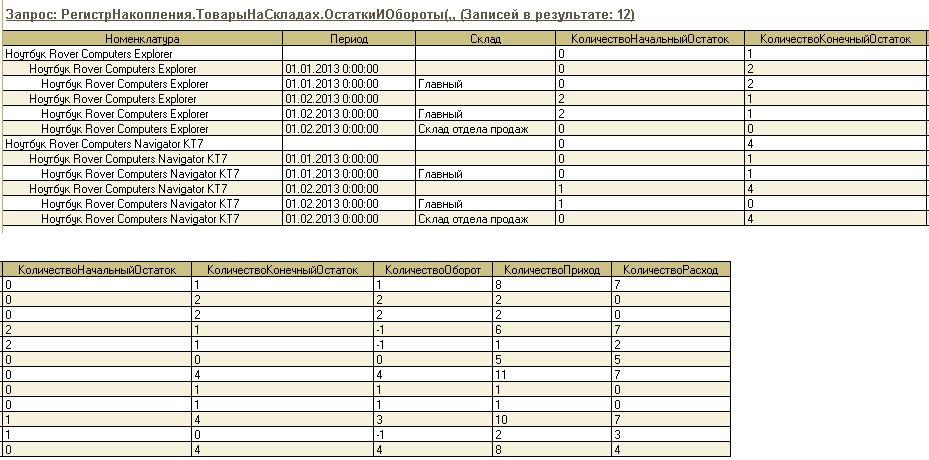 Запрос: РегистрНакопления.ТоварыНаСкладах.ОстаткиИОбороты(,, (Записей в результате: 12)
Номенклатура Период Склад КоличествоНачальныйОстаток КоличествоКонечныйОстаток
Ноутбук Rover Computers Explorer 0 1
Ноутбук Rover Computers Explorer 01.01.2013 0:00:00 0 2
Ноутбук Rover Computers Explorer 01.01.2013 0:00:00 Главный 0 2
Ноутбук Rover Computers Explorer 01.02.2013 0:00:00 2 1
Ноутбук Rover Computers Explorer 01.02.2013 0:00:00 Главный 2 1
Ноутбук Rover Computers Explorer 01.02.2013 0:00:00 Склад отдела продаж 0 0
Ноутбук Rover Computers Navigator KT7 0 4
Ноутбук Rover Computers Navigator KT7 01.01.2013 0:00:00 0 1
Ноутбук Rover Computers Navigator KT7 01.01.2013 0:00:00 Главный 0 1
Ноутбук Rover Computers Navigator KT7 01.02.2013 0:00:00 1 4
Ноутбук Rover Computers Navigator KT7 01.02.2013 0:00:00 Главный 1 0
Ноутбук Rover Computers Navigator KT7 01.02.2013 0:00:00 Склад отдела продаж 0 4
КоличествоНачальныйОстаток КоличествоКонечныйОстаток КоличествоОборот КоличествоПриход КоличествоРасход
0 1 1 8 7
0 2 2 2 0
0 2 2 2 0
2 1 -1 6 7
2 1 -1 1 2
0 0 0 5 5
0 4 4 11 7
0 1 1 1 0
0 1 1 1 0
1 4 3 10 7
1 0 -1 2 3
0 4 4 8 4